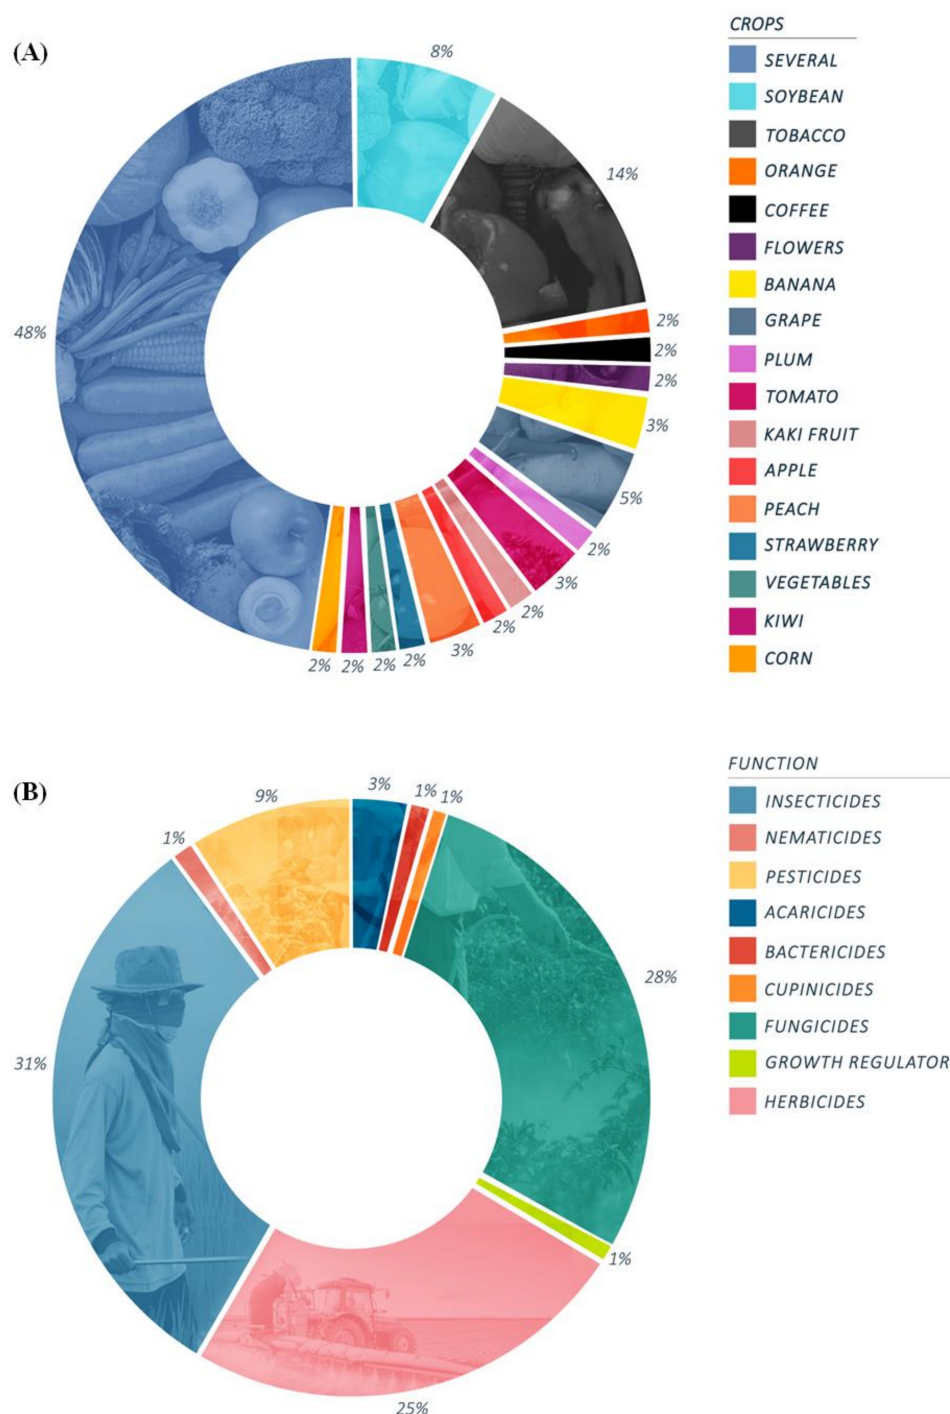 (A)
8%
14%
2%
2%
2%
3%
5%
2%
3%
2%
2%
3%
2%
2%
2%
2%
48%
CROPS
SEVERAL
SOYBEAN
TOBACCO
ORANGE
COFFEE
FLOWERS
BANANA
GRAPE
PLUM
TOMATO
KAKI FRUIT
APPLE
PEACH
STRAWBERRY
VEGETABLES
KIWI
CORN
(B)
3%
1%
1%
28%
1%
25%
31%
1%
9%
FUNCTION
INSECTICIDES
NEMATICIDES
PESTICIDES
ACARICIDES
BACTERICIDES
CUPINICIDES
FUNGICIDES
GROWTH REGULATOR
HERBICIDES